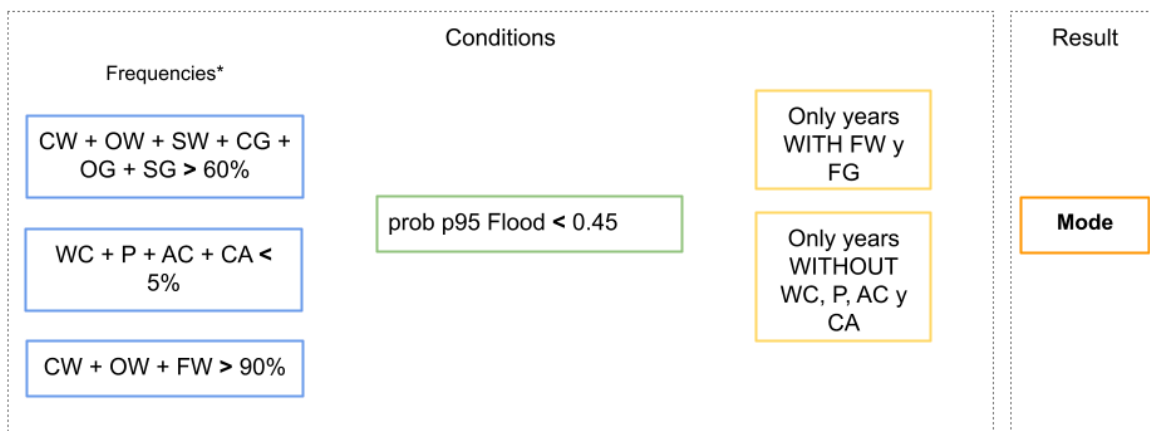 Conditions
Result
Frequencies*
CW + OW + SW + CG +
OG + SG > 60%
WC + P + AC + CA <
5%
CW + OW + FW > 90%
prob p95 Flood < 0.45
Only years
WITH FW y
FG
Only years
WITHOUT
WC, P, AC y
CA
Mode